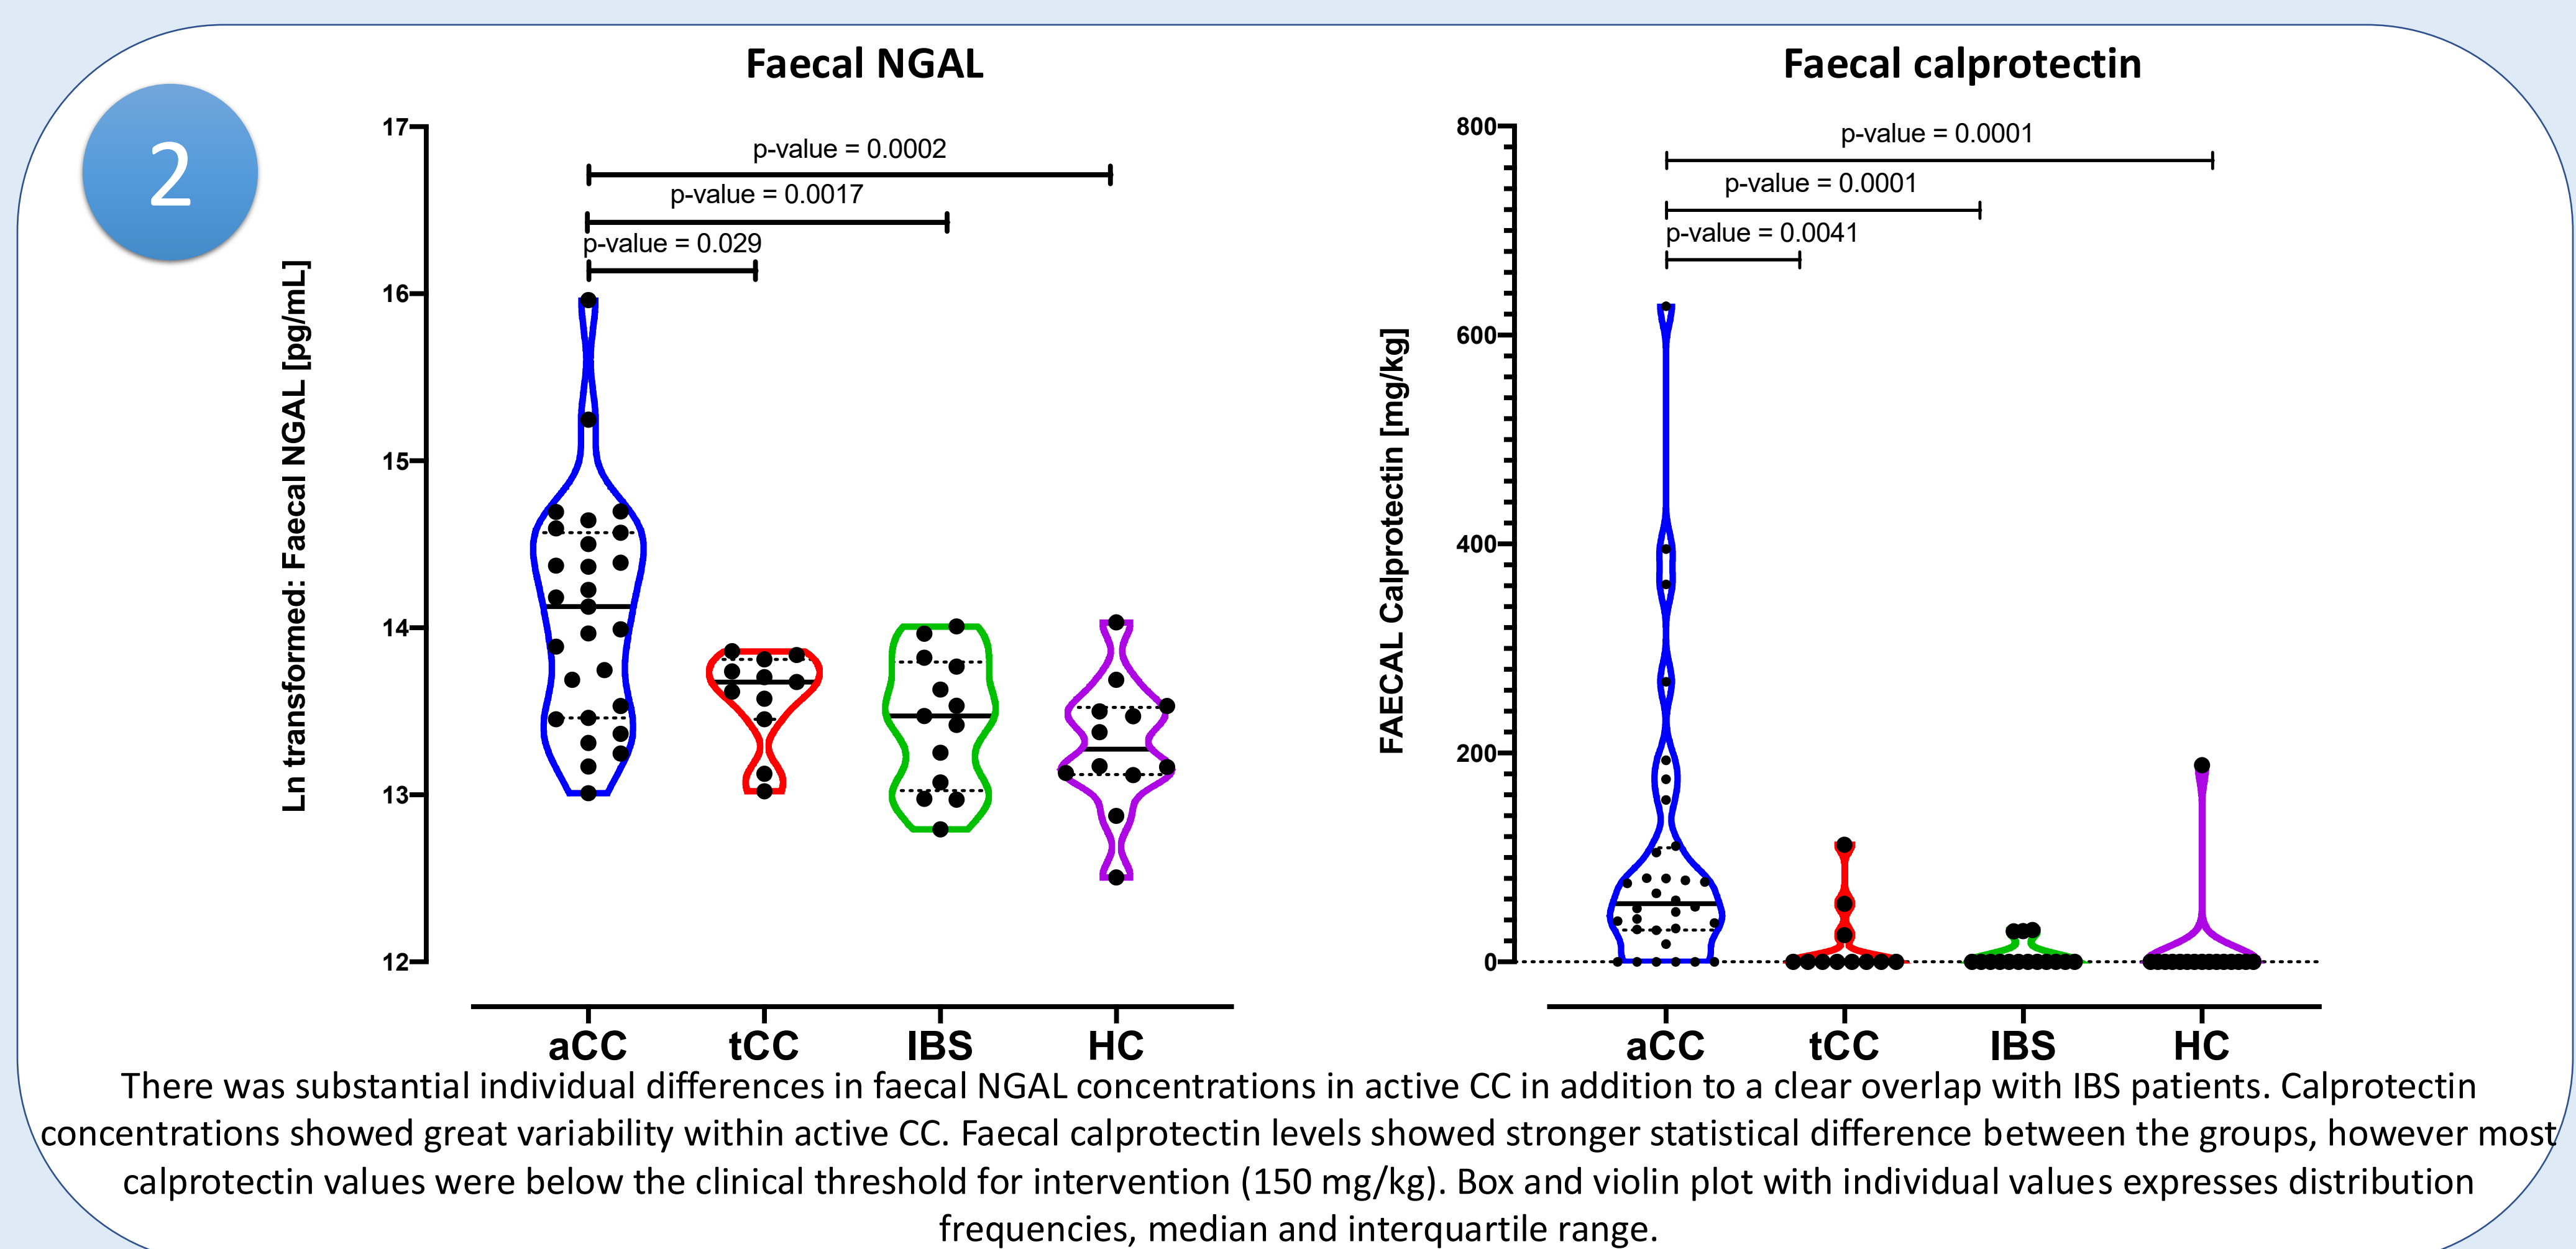 2
Faecal NGAL
Ln transformed: Faecal NGAL [pg/mL]
17
16
15
14
13
12
p-value = 0.0002
p-value = 0.0017
p-value = 0.029
aCC
tCC
IBS
HC
Faecal calprotectin
FAECAL Calprotectin [mg/kg]
800
600
400
200
0
p-value = 0.0001
p-value = 0.0001
p-value = 0.0041
aCC
tCC
IBS
HC
There was substantial individual differences in faecal NGAL concentrations in active CC in addition to a clear overlap with IBS patients. Calprotectin
concentrations showed great variability within active CC. Faecal calprotectin levels showed stronger statistical difference between the groups, however most
calprotectin values were below the clinical threshold for intervention (150 mg/kg). Box and violin plot with individual values expresses distribution
frequencies, median and interquartile range.